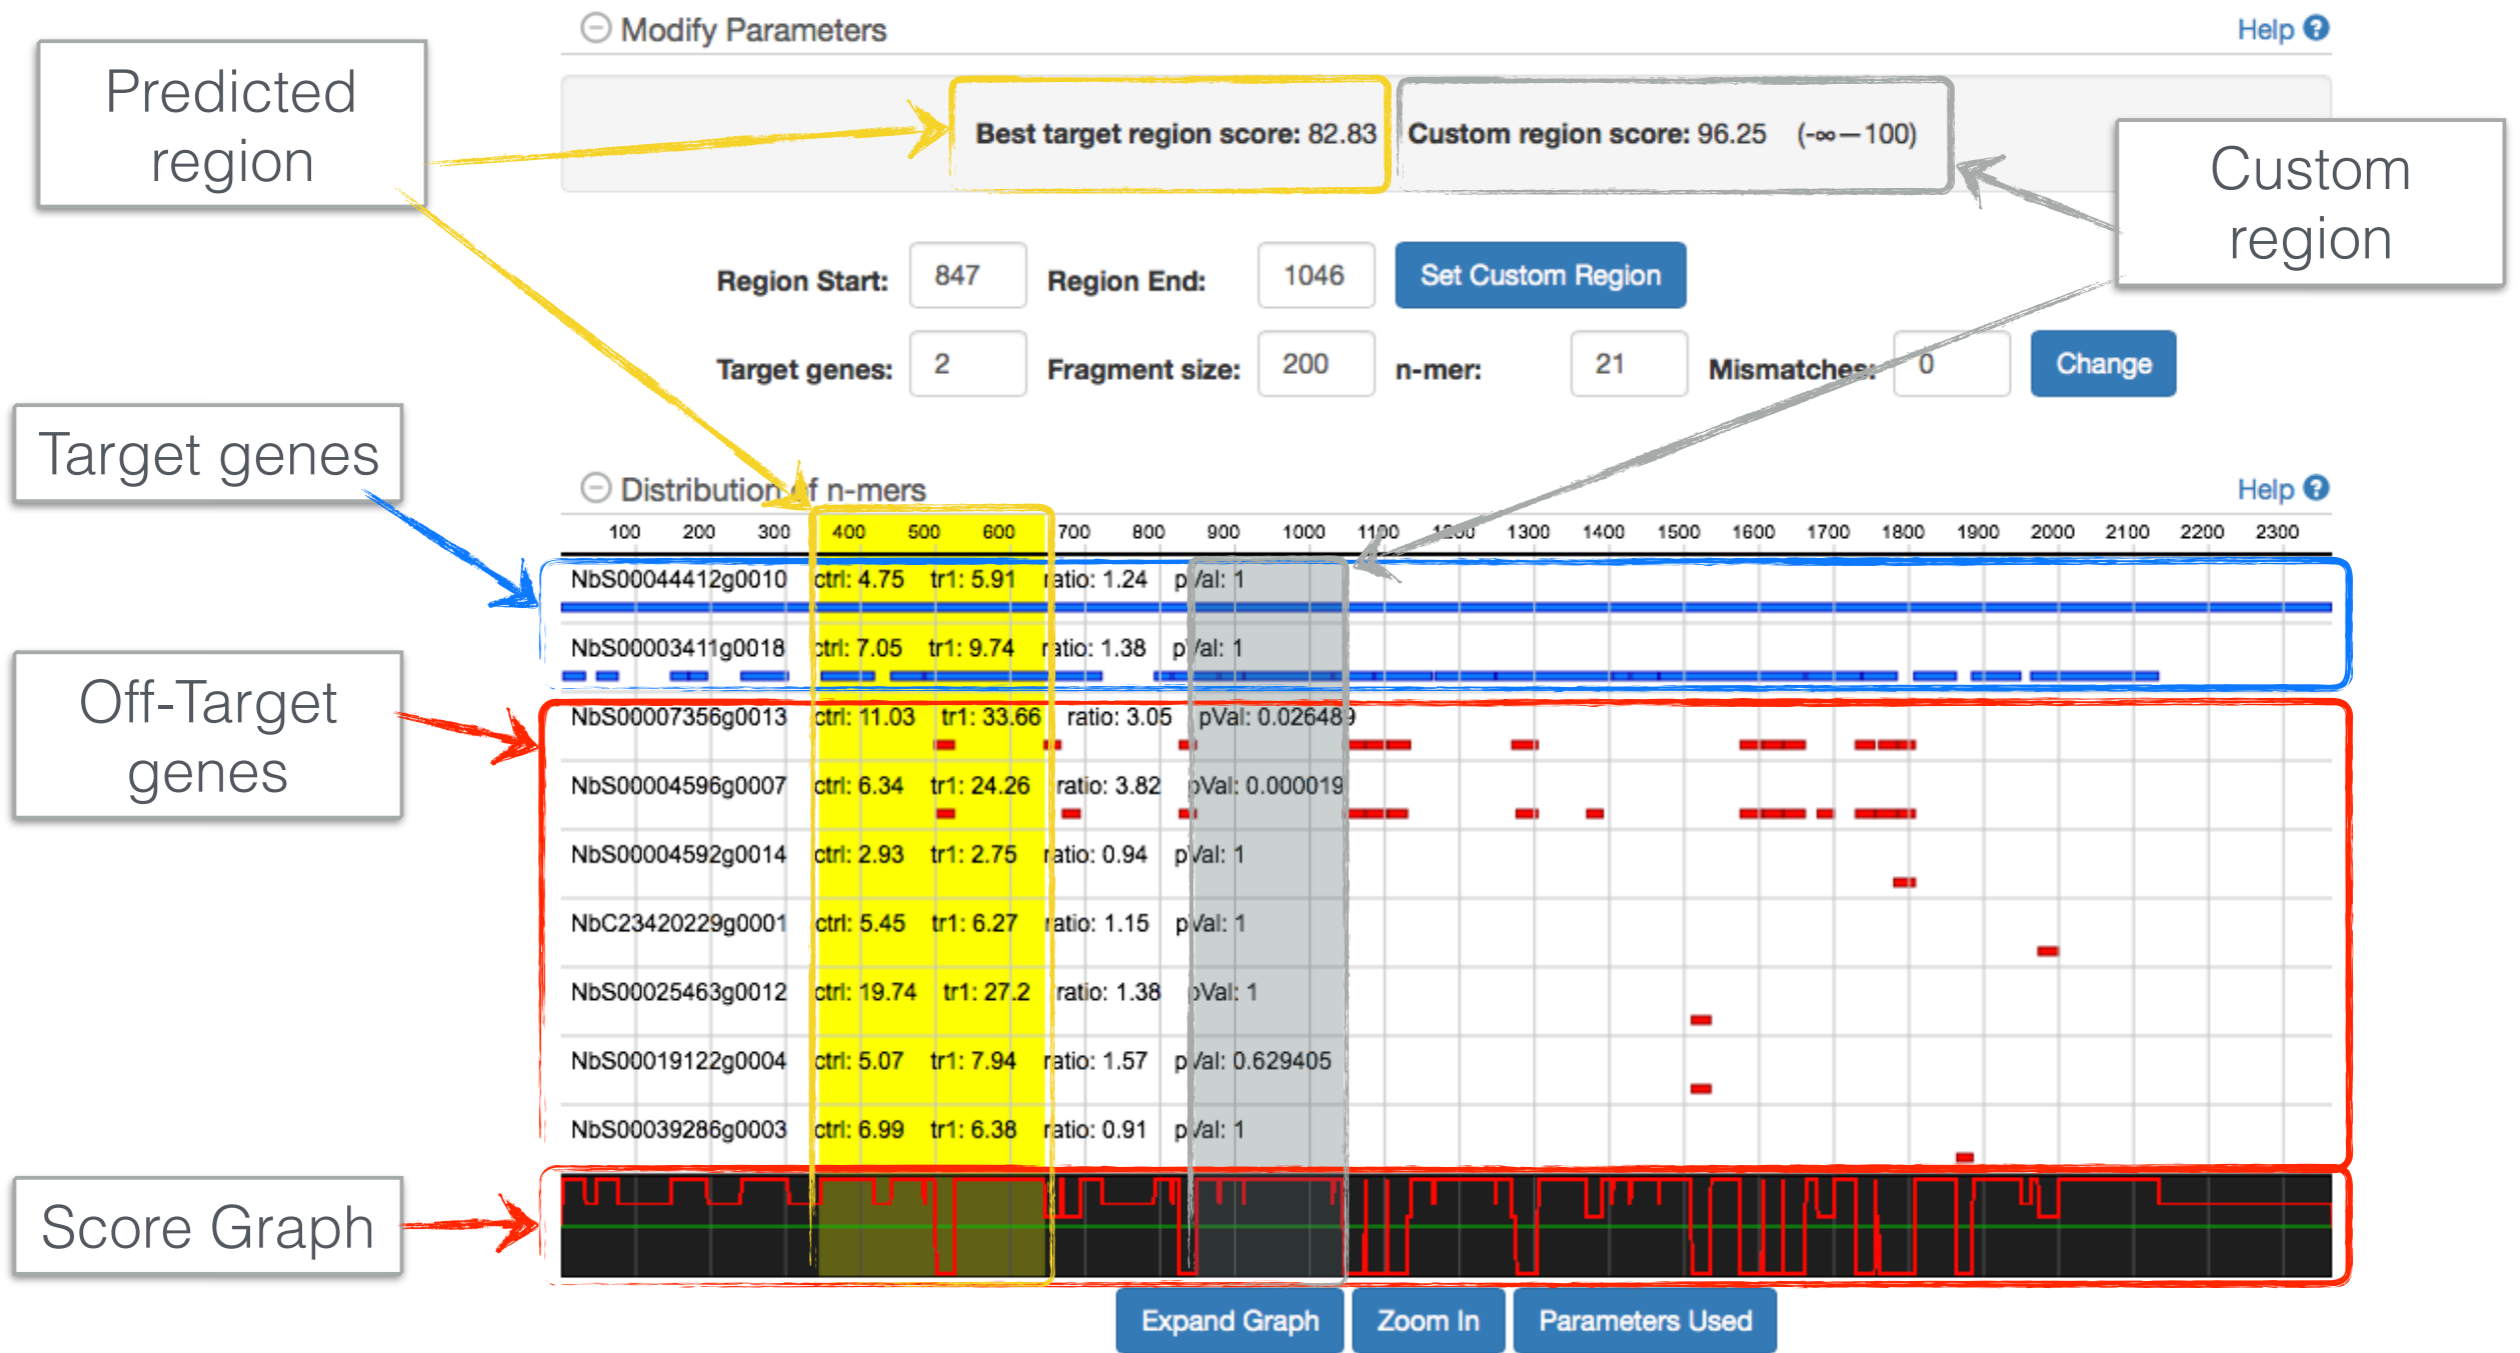 Modify Parameters
Help ?
Predicted
region
Best target region score: 82.83 Custom region score: 96.25 (-∞—100)
Custom
region
Region Start: 847 Region End: 1046 Set Custom Region
Target genes: 2 Fragment size: 200 n-mer: 21 Mismatches: 0 Change
Target genes
Distribution of n-mers
Help ?
100 200 300 400 500 600 700 800 900 1000 1100 1200 1300 1400 1500 1600 1700 1800 1900 2000 2100 2200 2300
NbS00044412g0010 ctrl: 4.75 tr1: 5.91 ratio: 1.24 pVal: 1
NbS00003411g0018 ctrl: 7.05 tr1: 9.74 ratio: 1.38 pVal: 1
Off-Target
genes
NbS00007356g0013 ctrl: 11.03 tr1: 33.66 ratio: 3.05 pVal: 0.026489
NbS00004596g0007 ctrl: 6.34 tr1: 24.26 ratio: 3.82 pVal: 0.000019
NbS00004592g0014 ctrl: 2.93 tr1: 2.75 ratio: 0.94 pVal: 1
NbC23420229g0001 ctrl: 5.45 tr1: 6.27 ratio: 1.15 pVal: 1
NbS00025463g0012 ctrl: 19.74 tr1: 27.2 ratio: 1.38 pVal: 1
NbS00019122g0004 ctrl: 5.07 tr1: 7.94 ratio: 1.57 pVal: 0.629405
NbS00039286g0003 ctrl: 6.99 tr1: 6.38 ratio: 0.91 pVal: 1
Score Graph
Expand Graph Zoom In Parameters Used